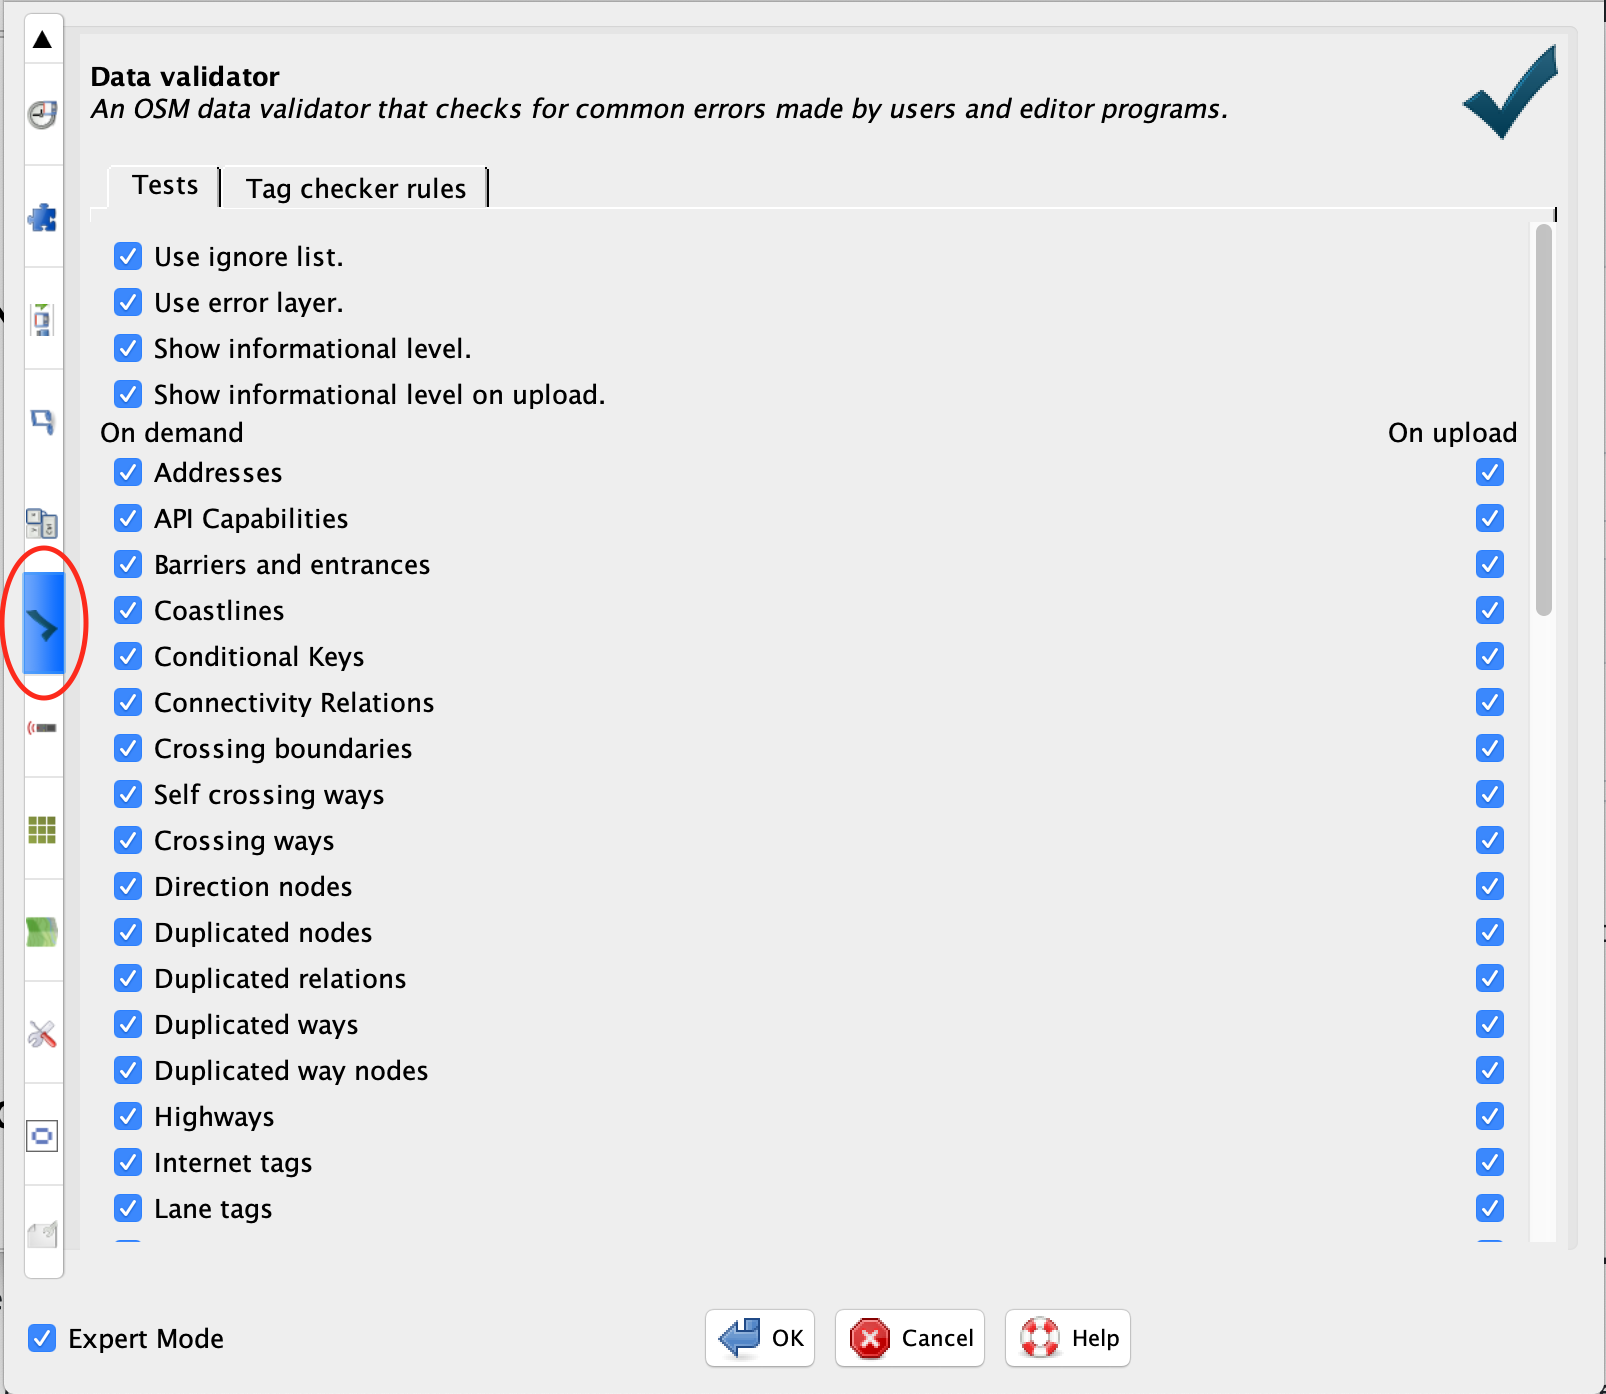 Data validator
An OSM data validator that checks for common errors made by users and editor programs.
Tests
Tag checker rules
Use ignore list.
Use error layer.
Show informational level.
Show informational level on upload.
On demand On upload
Addresses
API Capabilities
Barriers and entrances
Coastlines
Conditional Keys
Connectivity Relations
Crossing boundaries
Self crossing ways
Crossing ways
Direction nodes
Duplicated nodes
Duplicated relations
Duplicated ways
Duplicated way nodes
Highways
Internet tags
Lane tags
Expert Mode
OK
Cancel
Help